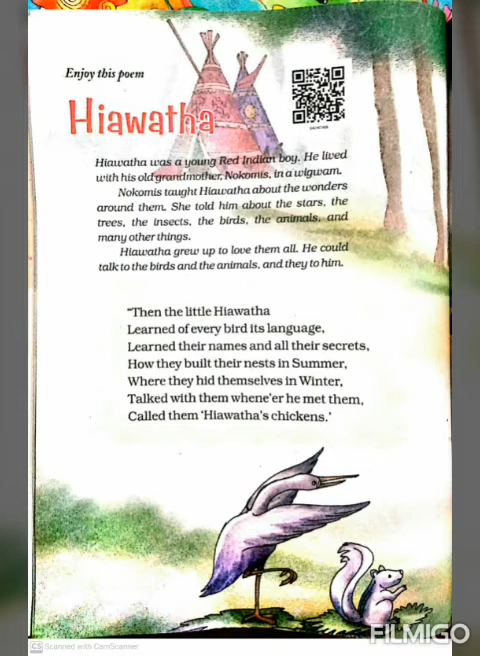 Enjoy this poem
Hiawatha
Hiawatha was a young Red Indian boy. He lived
with his old grandmother, Nokomis, in a wigwam.
Nokomis taught Hiawatha about the wonders
around them. She told him about the stars, the
trees, the insects, the birds, the animals, and
many other things.
Hiawatha grew up to love them all. He could
talk to the birds and the animals, and they to him.
"Then the little Hiawatha
Learned of every bird its language,
Learned their names and all their secrets,
How they built their nests in Summer,
Where they hid themselves in Winter,
Talked with them whene'er he met them,
Called them 'Hiawatha's chickens.'
CS Scanned with CamScanner
FILMIGO